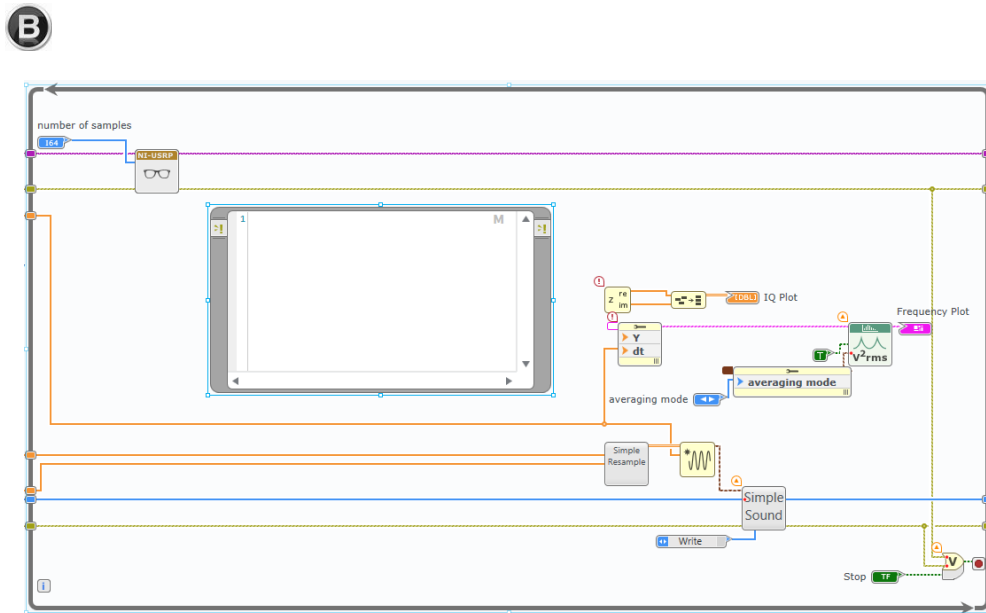 B
number of samples
I64
NI-USRP
1
M
re
z
im
[DBL]
IQ Plot
Frequency Plot
Y
dt
T
V²rms
averaging mode
averaging mode
Simple
Resample
Simple
Sound
Write
V
Stop
TF
i